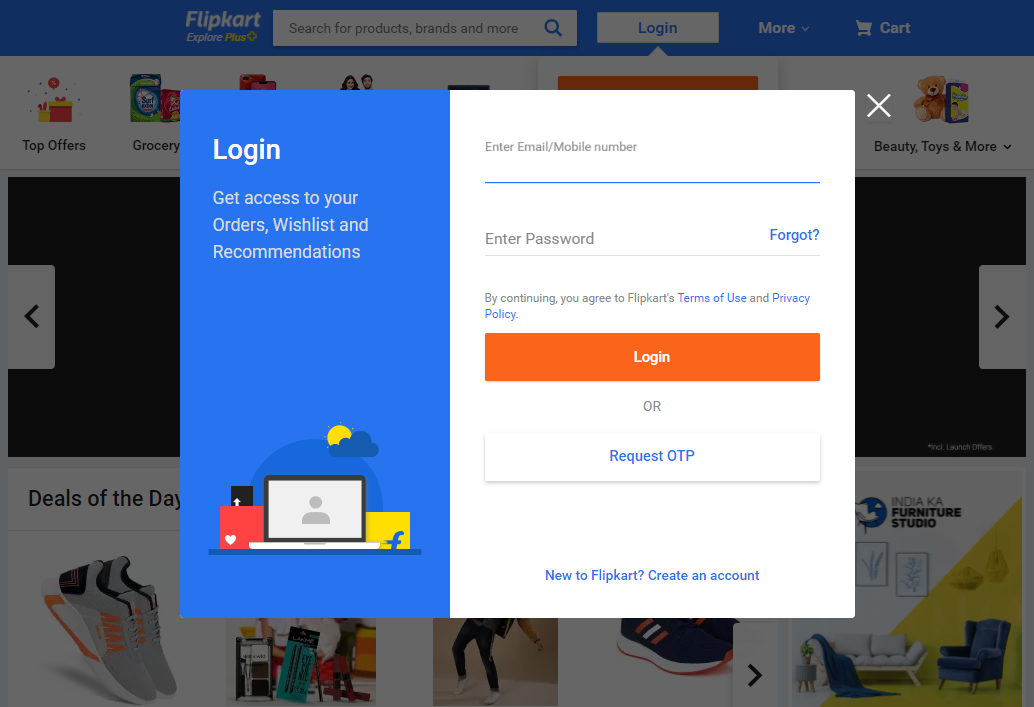 Flipkart
Explore Plus
Search for products, brands and more
Login
More
Cart
Top Offers
Grocery
Beauty, Toys & More
Login
Get access to your
Orders, Wishlist and
Recommendations
Enter Email/Mobile number
Enter Password
Forgot?
By continuing, you agree to Flipkart's Terms of Use and Privacy
Policy.
Login
OR
Request OTP
New to Flipkart? Create an account
*Incl. Launch Offers.
Deals of the Day
INDIA KA
FURNITURE
STUDIO